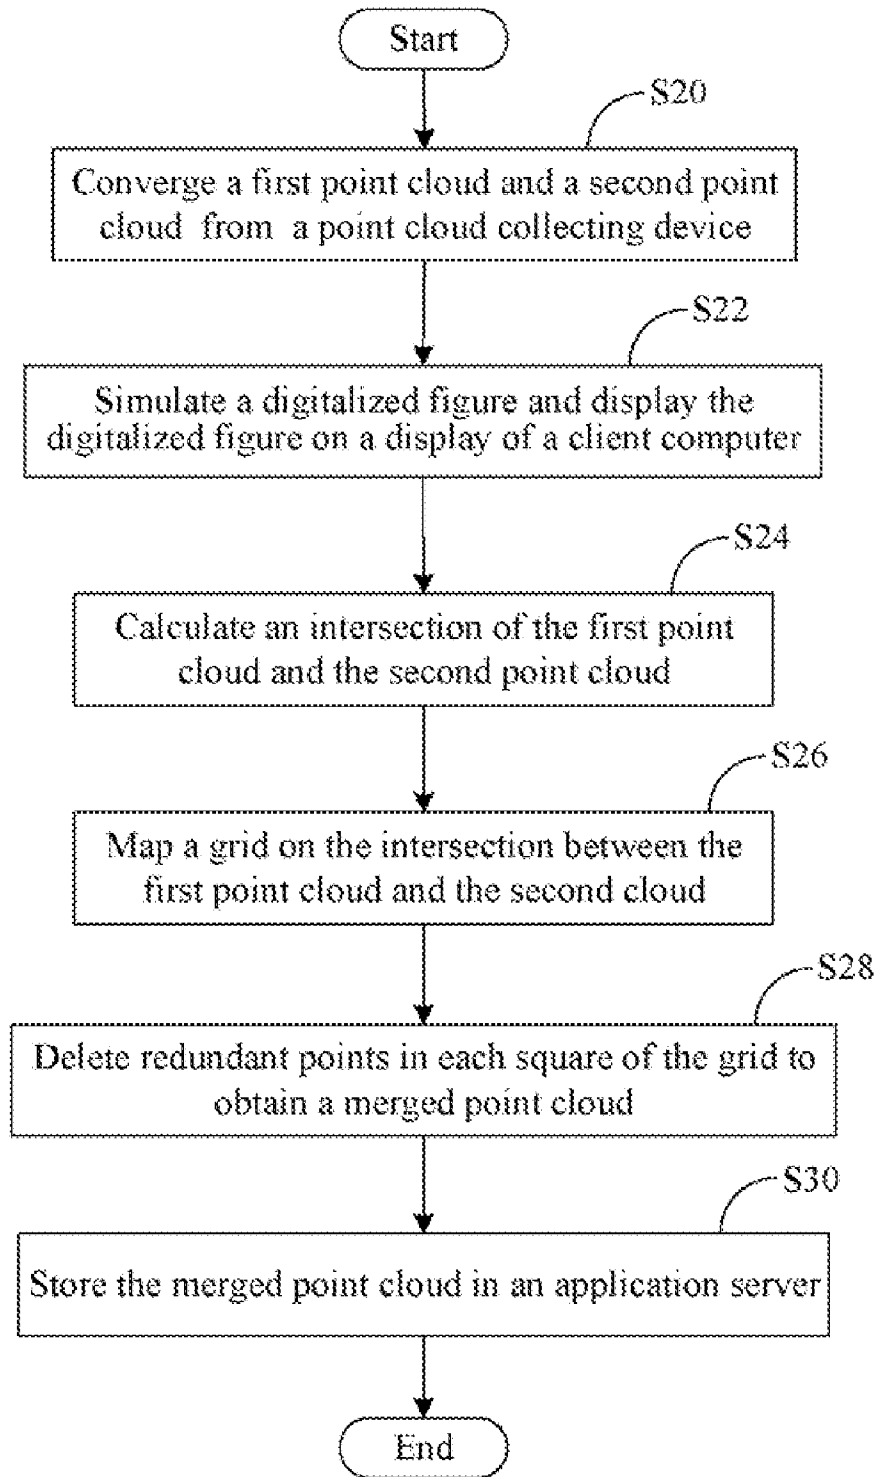 Start
S20
Converge a first point cloud and a second point
cloud from a point cloud collecting device
S22
Simulate a digitalized figure and display the
digitalized figure on a display of a client computer
S24
Calculate an intersection of the first point
cloud and the second point cloud
S26
Map a grid on the intersection between the
first point cloud and the second cloud
S28
Delete redundant points in each square of the grid to
obtain a merged point cloud
S30
Store the merged point cloud in an application server
End